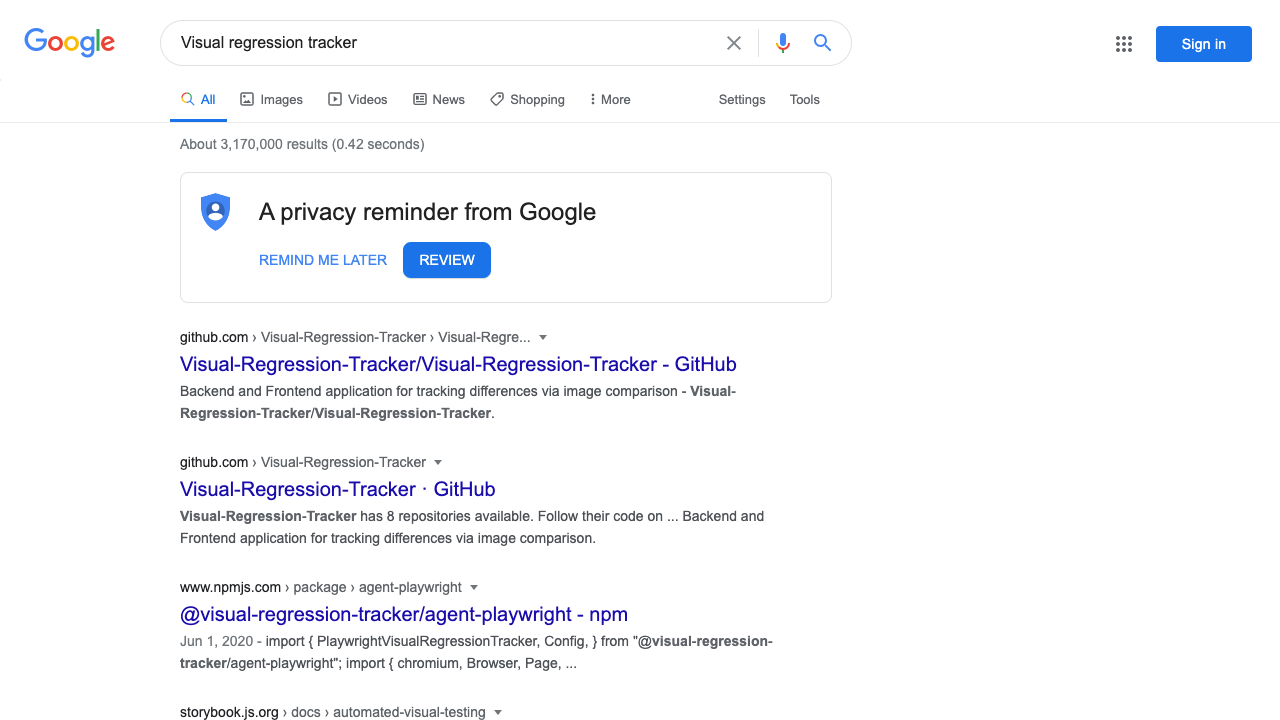 Google
Visual regression tracker
Sign in
All Images Videos News Shopping More Settings Tools
About 3,170,000 results (0.42 seconds)
A privacy reminder from Google
REMIND ME LATER REVIEW
github.com › Visual-Regression-Tracker › Visual-Regre...
Visual-Regression-Tracker/Visual-Regression-Tracker - GitHub
Backend and Frontend application for tracking differences via image comparison - Visual-
Regression-Tracker/Visual-Regression-Tracker.
github.com › Visual-Regression-Tracker
Visual-Regression-Tracker · GitHub
Visual-Regression-Tracker has 8 repositories available. Follow their code on ... Backend and
Frontend application for tracking differences via image comparison.
www.npmjs.com › package › agent-playwright
@visual-regression-tracker/agent-playwright - npm
Jun 1, 2020 - import { PlaywrightVisualRegressionTracker, Config, } from "@visual-regression-
tracker/agent-playwright"; import { chromium, Browser, Page, ...
storybook.js.org › docs › automated-visual-testing